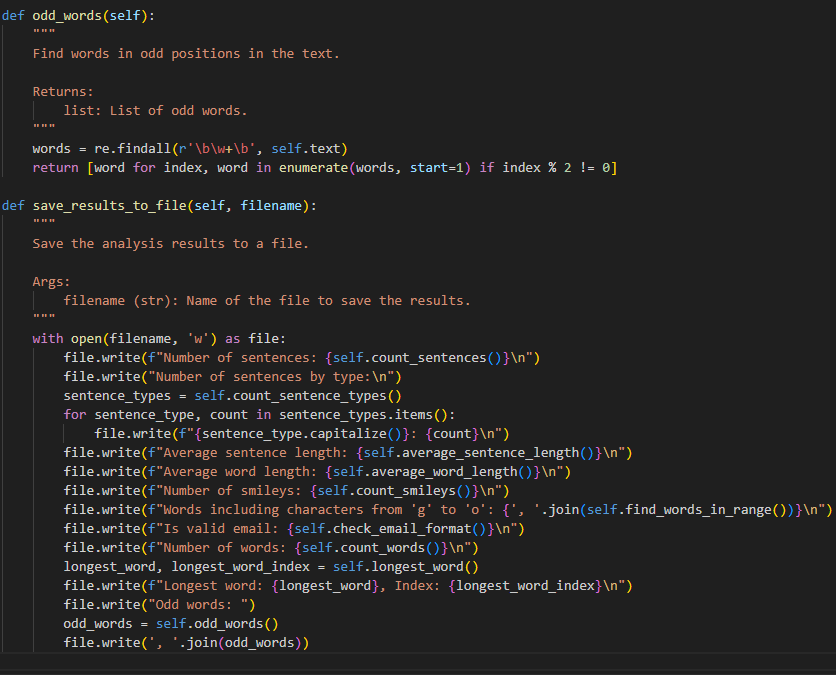 def odd_words(self):
    """
    Find words in odd positions in the text.

    Returns:
        list: List of odd words.
    """
    words = re.findall(r'\b\w+\b', self.text)
    return [word for index, word in enumerate(words, start=1) if index % 2 != 0]

def save_results_to_file(self, filename):
    """
    Save the analysis results to a file.

    Args:
        filename (str): Name of the file to save the results.
    """
    with open(filename, 'w') as file:
        file.write(f"Number of sentences: {self.count_sentences()}\n")
        file.write("Number of sentences by type:\n")
        sentence_types = self.count_sentence_types()
        for sentence_type, count in sentence_types.items():
            file.write(f"{sentence_type.capitalize()}: {count}\n")
        file.write(f"Average sentence length: {self.average_sentence_length()}\n")
        file.write(f"Average word length: {self.average_word_length()}\n")
        file.write(f"Number of smileys: {self.count_smileys()}\n")
        file.write(f"Words including characters from 'g' to 'o': {', '.join(self.find_words_in_range())}\n")
        file.write(f"Is valid email: {self.check_email_format()}\n")
        file.write(f"Number of words: {self.count_words()}\n")
        longest_word, longest_word_index = self.longest_word()
        file.write(f"Longest word: {longest_word}, Index: {longest_word_index}\n")
        file.write("Odd words: ")
        odd_words = self.odd_words()
        file.write(', '.join(odd_words))